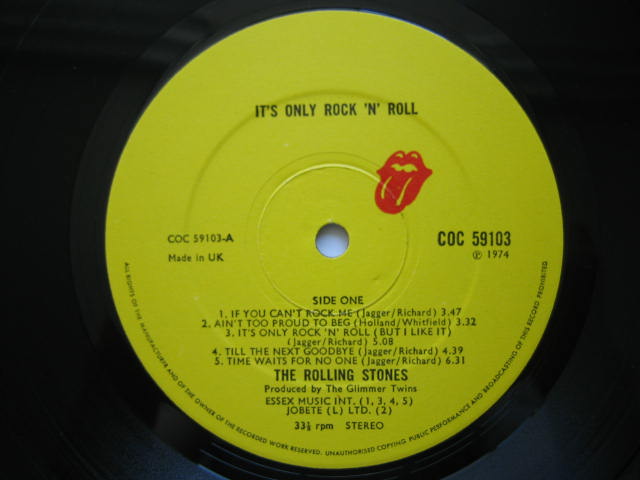 IT'S ONLY ROCK 'N' ROLL
COC 59103-A
Made in UK
COC 59103
℗ 1974
SIDE ONE
1. IF YOU CAN'T ROCK ME (Jagger/Richard) 3.47
2. AIN'T TOO PROUD TO BEG (Holland/Whitfield) 3.32
3. IT'S ONLY ROCK 'N' ROLL (BUT I LIKE IT)
(Jagger/Richard) 5.08
4. TILL THE NEXT GOODBYE (Jagger/Richard) 4.39
5. TIME WAITS FOR NO ONE (Jagger/Richard) 6.31
THE ROLLING STONES
Produced by The Glimmer Twins
ESSEX MUSIC INT. (1, 3, 4, 5)
JOBETE (L) LTD. (2)
33⅓ rpm STEREO
ALL RIGHTS OF THE MANUFACTURER AND OF THE OWNER OF THE RECORDED WORK RESERVED. UNAUTHORISED COPYING PUBLIC PERFORMANCE AND BROADCASTING OF THIS RECORD PROHIBITED